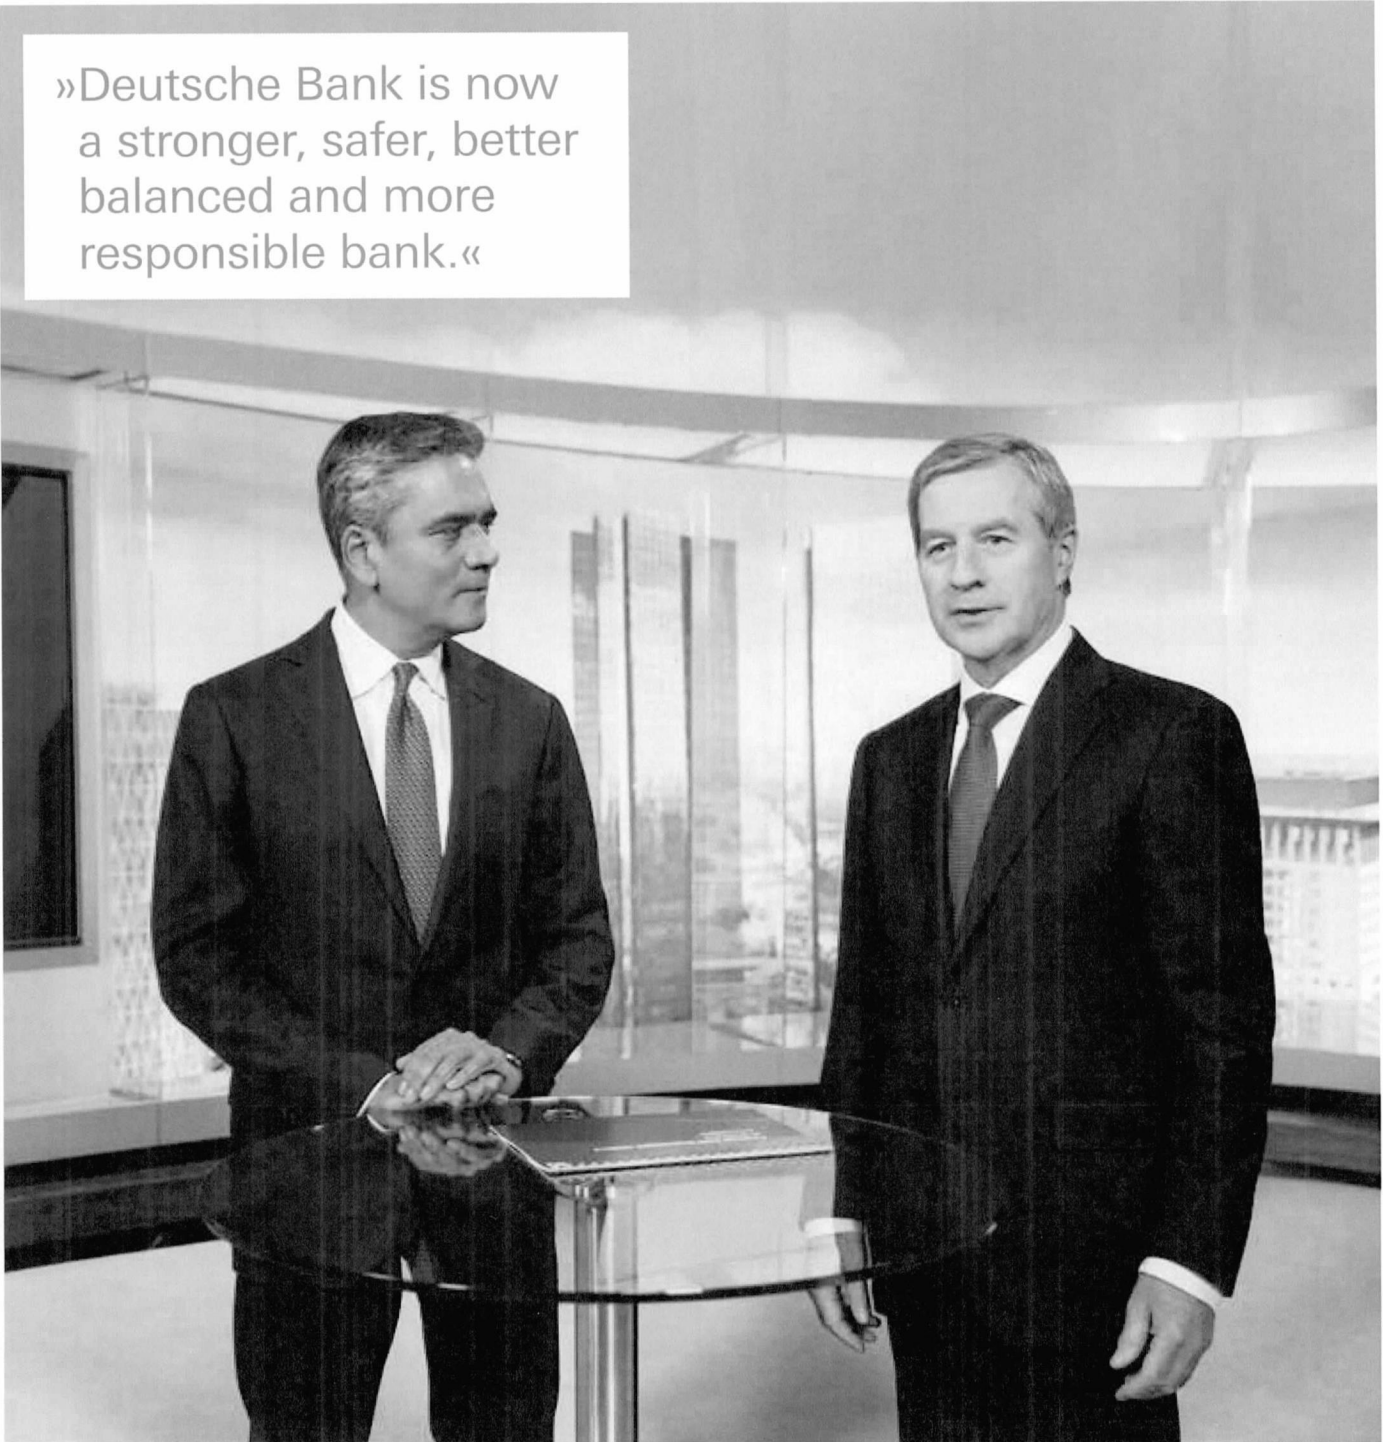 »Deutsche Bank is now
a stronger, safer, better
balanced and more
responsible bank.«